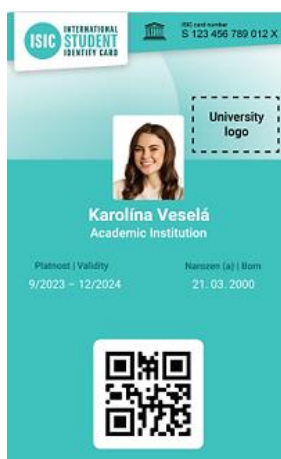 ISIC
INTERNATIONAL
STUDENT
IDENTITY CARD
ISIC card number
S 123 456 789 012 X
University
logo
Karolína Veselá
Academic Institution
Platnost | Validity
Narozen (a) | Born
9/2023 – 12/2024
21. 03. 2000